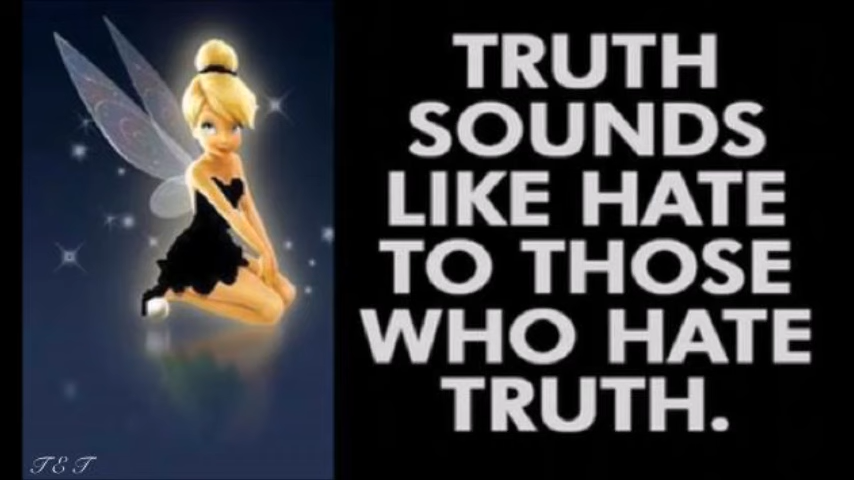 TRUTH
SOUNDS
LIKE HATE
TO THOSE
WHO HATE
TRUTH.
T&T